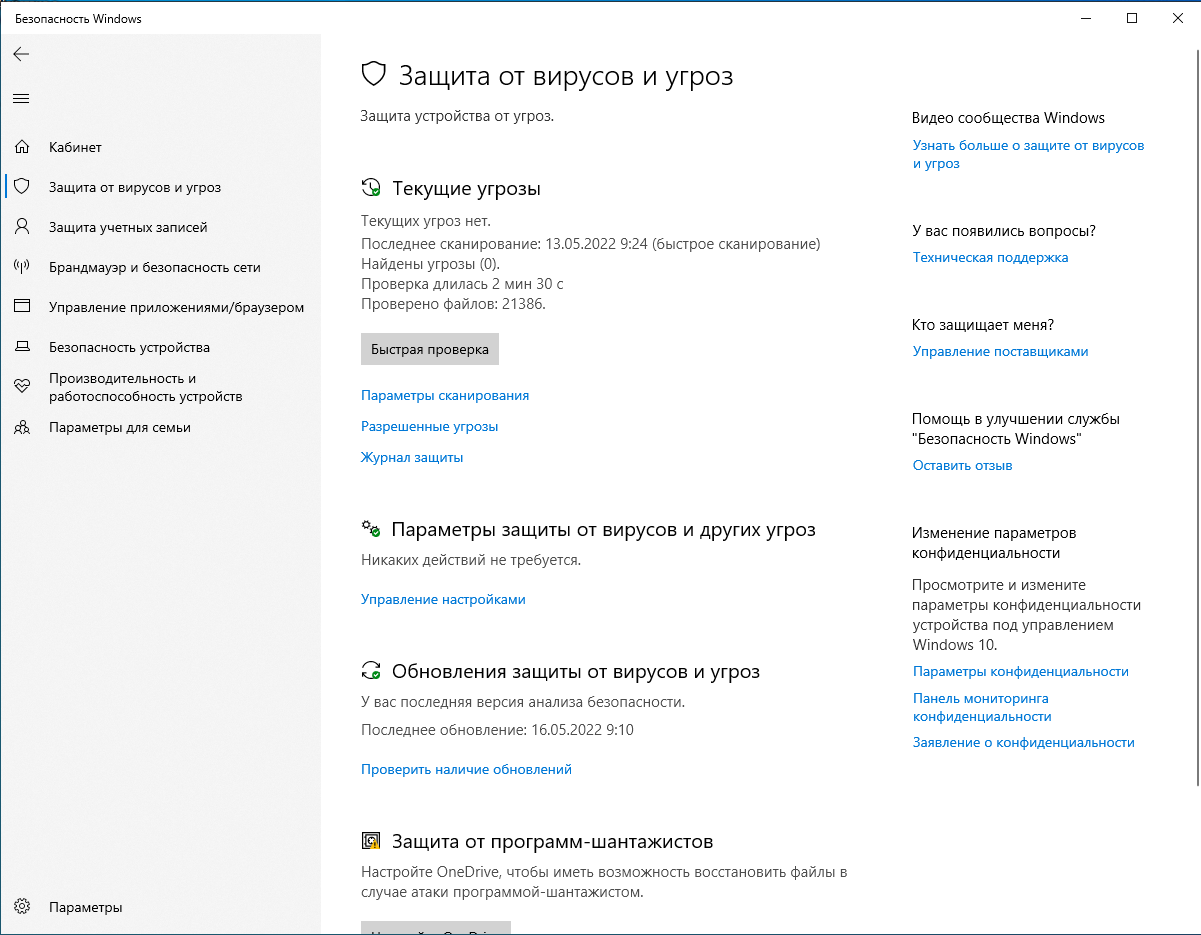 Безопасность Windows
Кабинет
Защита от вирусов и угроз
Защита учетных записей
Брандмауэр и безопасность сети
Управление приложениями/браузером
Безопасность устройства
Производительность и
работоспособность устройств
Параметры для семьи
Параметры
Защита от вирусов и угроз
Защита устройства от угроз.
Текущие угрозы
Текущих угроз нет.
Последнее сканирование: 13.05.2022 9:24 (быстрое сканирование)
Найдены угрозы (0).
Проверка длилась 2 мин 30 с
Проверено файлов: 21386.
Быстрая проверка
Параметры сканирования
Разрешенные угрозы
Журнал защиты
Параметры защиты от вирусов и других угроз
Никаких действий не требуется.
Управление настройками
Обновления защиты от вирусов и угроз
У вас последняя версия анализа безопасности.
Последнее обновление: 16.05.2022 9:10
Проверить наличие обновлений
Защита от программ-шантажистов
Настройте OneDrive, чтобы иметь возможность восстановить файлы в
случае атаки программой-шантажистом.
Видео сообщества Windows
Узнать больше о защите от вирусов
и угроз
У вас появились вопросы?
Техническая поддержка
Кто защищает меня?
Управление поставщиками
Помощь в улучшении службы
"Безопасность Windows"
Оставить отзыв
Изменение параметров
конфиденциальности
Просмотрите и измените
параметры конфиденциальности
устройства под управлением
Windows 10.
Параметры конфиденциальности
Панель мониторинга
конфиденциальности
Заявление о конфиденциальности